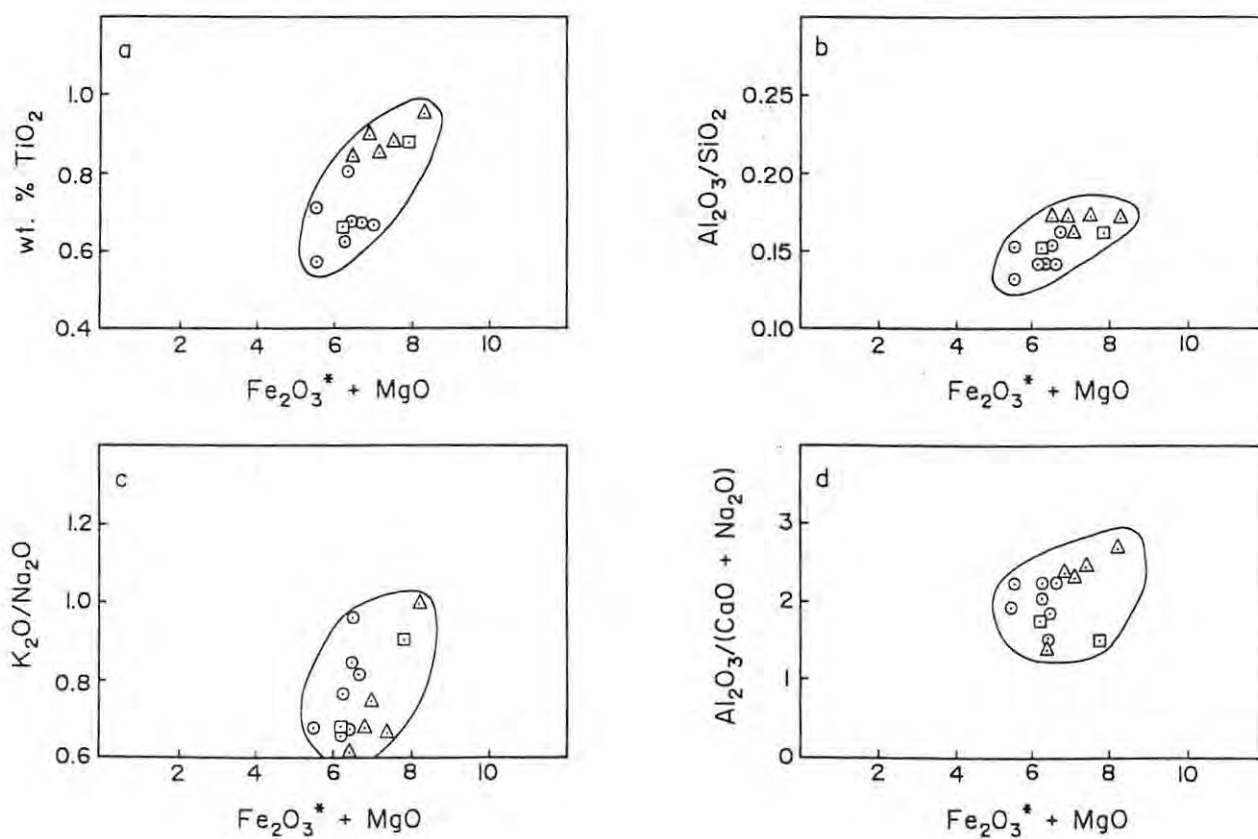 a
wt. % TiO₂
1.0
0.8
0.6
0.4
2 4 6 8 10
Fe₂O₃* + MgO
b
Al₂O₃/SiO₂
0.25
0.20
0.15
0.10
2 4 6 8 10
Fe₂O₃* + MgO
c
K₂O/Na₂O
1.2
1.0
0.8
0.6
2 4 6 8 10
Fe₂O₃* + MgO
d
Al₂O₃/(CaO + Na₂O)
3
2
1
0
2 4 6 8 10
Fe₂O₃* + MgO